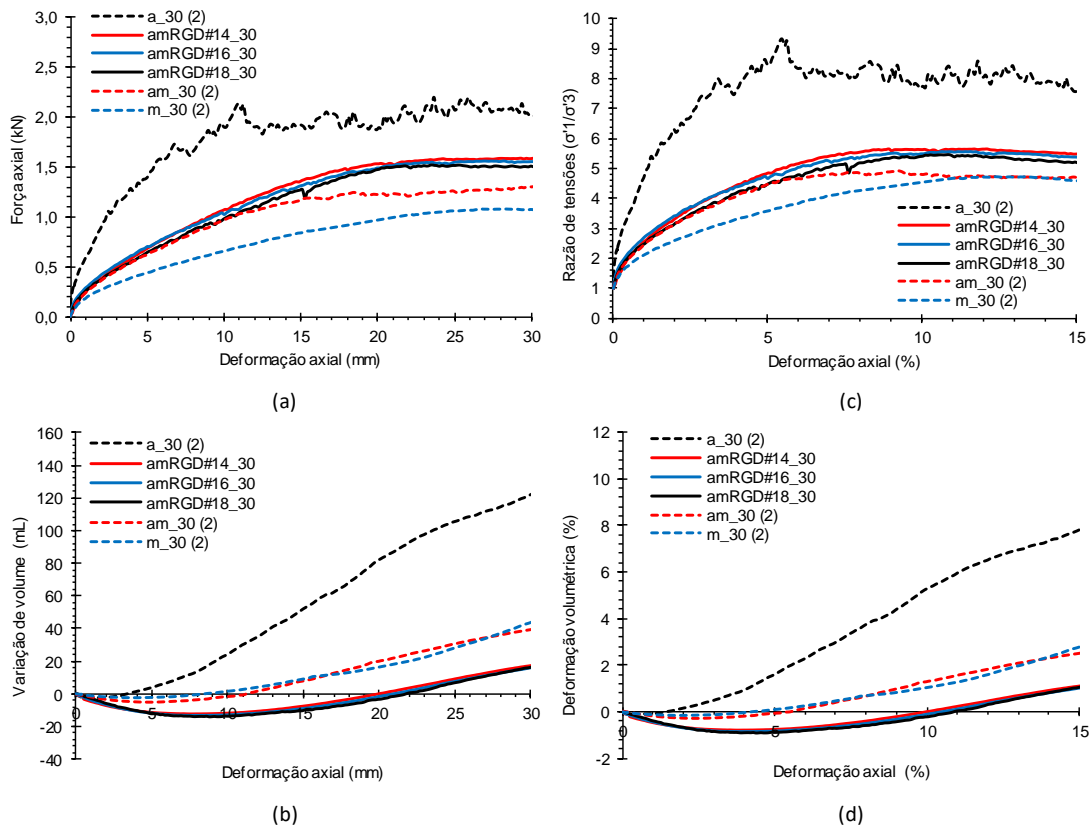 3,0
2,5
2,0
1,5
1,0
0,5
0,0
Força axial (kN)
a_30 (2)
amRGD#14_30
amRGD#16_30
amRGD#18_30
am_30 (2)
m_30 (2)
0 5 10 15 20 25 30
Deformação axial (mm)
(a)
10
9
8
7
6
5
4
3
2
1
0
Razão de tensões (σ'1/σ'3)
a_30 (2)
amRGD#14_30
amRGD#16_30
amRGD#18_30
am_30 (2)
m_30 (2)
0 5 10 15
Deformação axial (%)
(c)
160
140
120
100
80
60
40
20
0
-20
-40
Variação de volume (mL)
a_30 (2)
amRGD#14_30
amRGD#16_30
amRGD#18_30
am_30 (2)
m_30 (2)
0 5 10 15 20 25 30
Deformação axial (mm)
(b)
12
10
8
6
4
2
0
-2
Deformação volumétrica (%)
a_30 (2)
amRGD#14_30
amRGD#16_30
amRGD#18_30
am_30 (2)
m_30 (2)
0 5 10 15
Deformação axial (%)
(d)